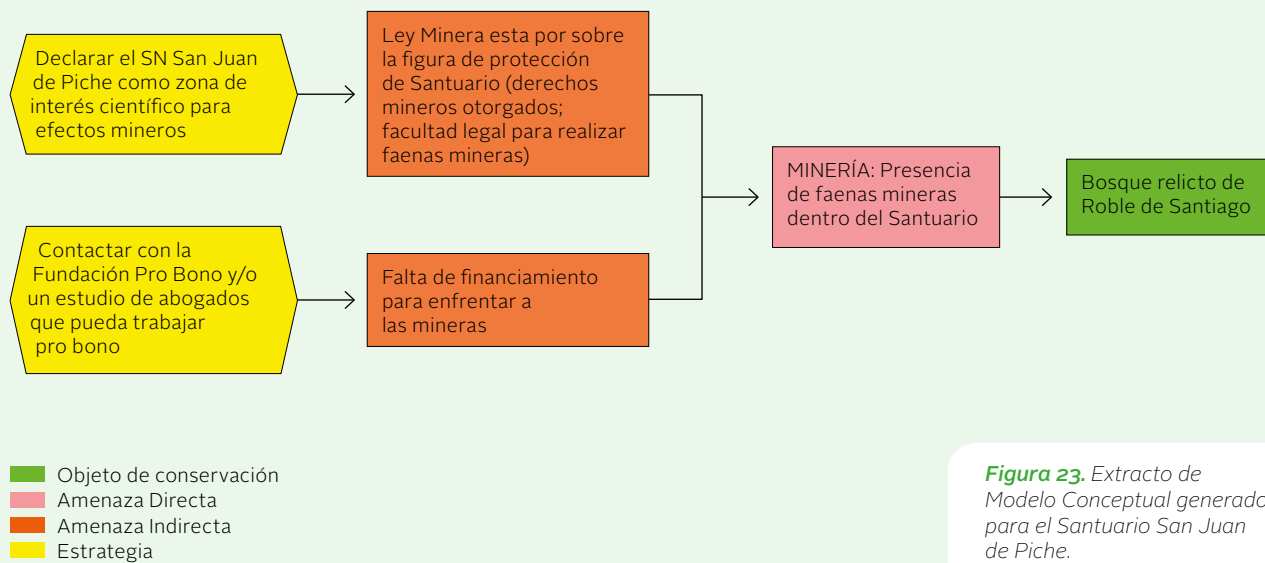 Declarar el SN San Juan
de Piche como zona de
interés científico para
efectos mineros
Ley Minera esta por sobre
la figura de protección
de Santuario (derechos
mineros otorgados;
facultad legal para realizar
faenas mineras)
Contactar con la
Fundación Pro Bono y/o
un estudio de abogados
que pueda trabajar
pro bono
Falta de financiamiento
para enfrentar a
las mineras
MINERÍA: Presencia
de faenas mineras
dentro del Santuario
Bosque relicto de
Roble de Santiago
Objeto de conservación
Amenaza Directa
Amenaza Indirecta
Estrategia
Figura 23. Extracto de
Modelo Conceptual generado
para el Santuario San Juan
de Piche.